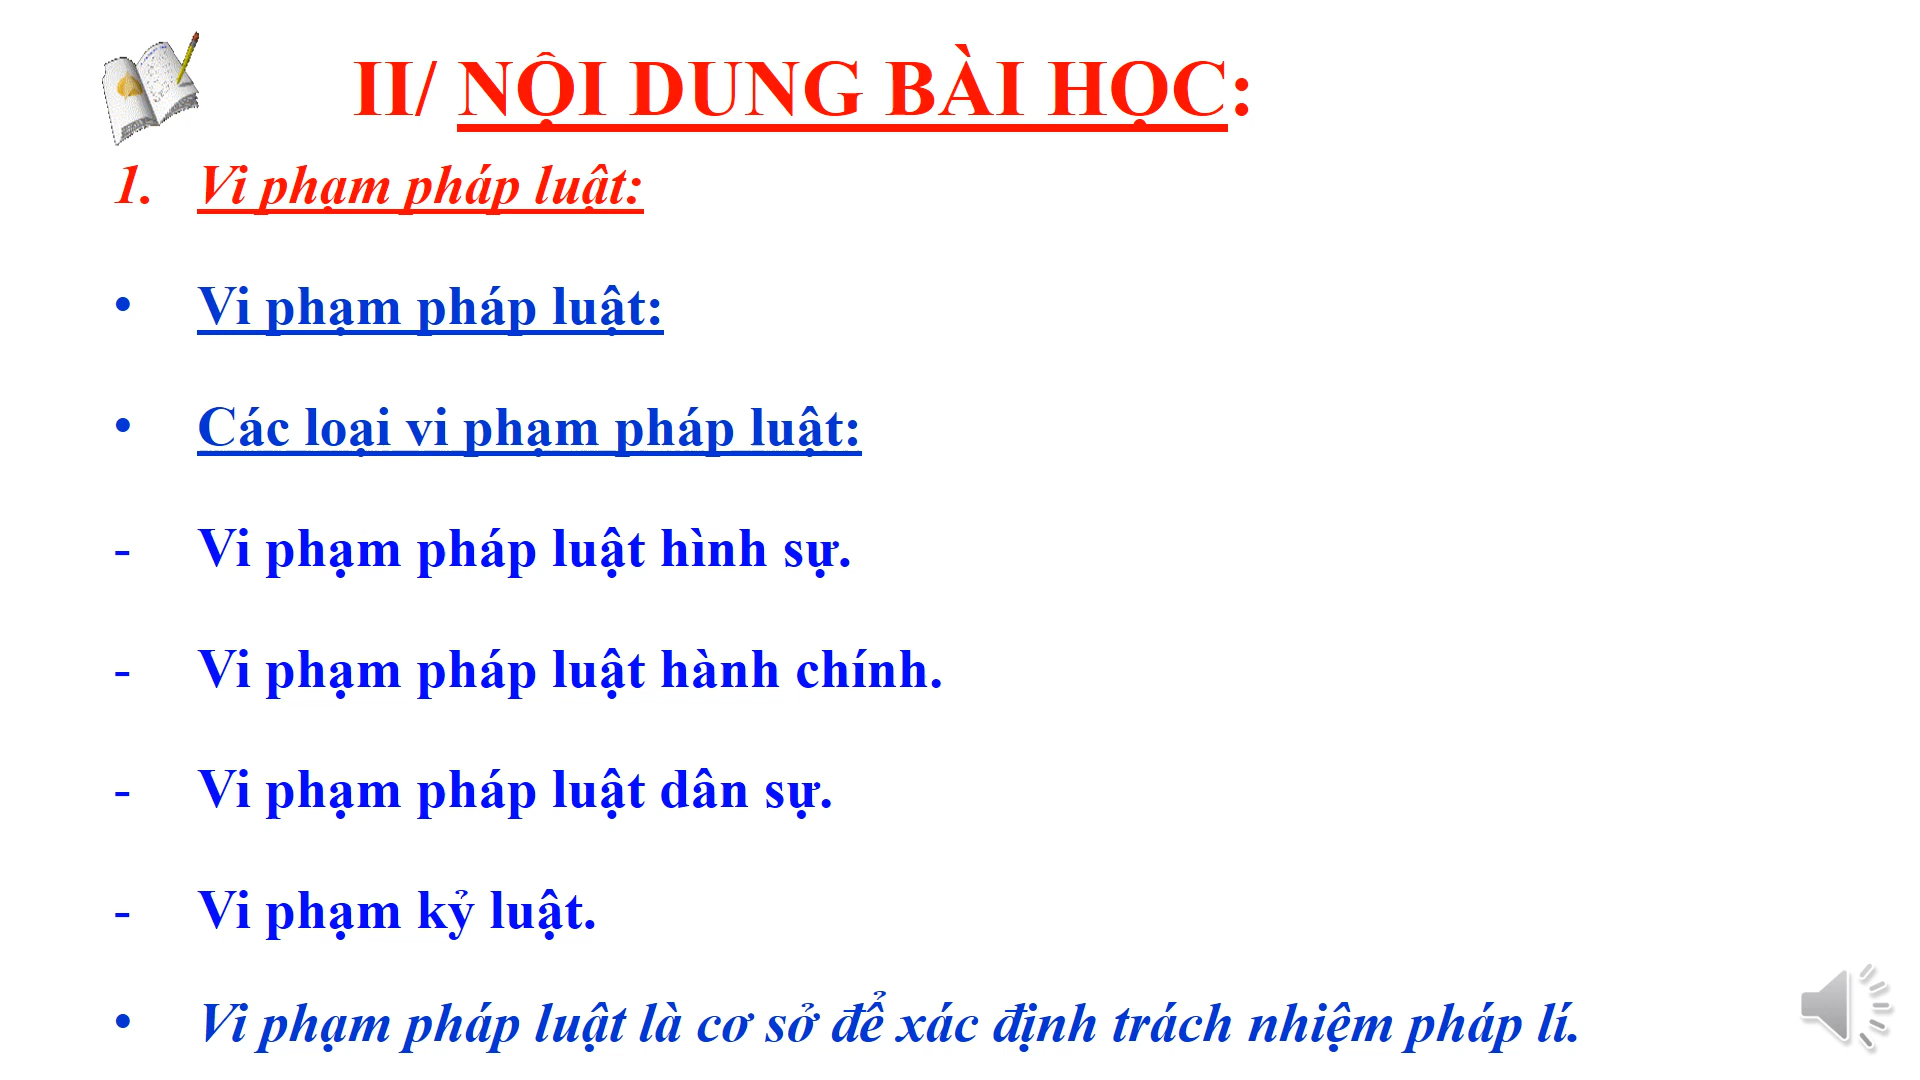 II/ NỘI DUNG BÀI HỌC:
1. Vi phạm pháp luật:
• Vi phạm pháp luật:
• Các loại vi phạm pháp luật:
- Vi phạm pháp luật hình sự.
- Vi phạm pháp luật hành chính.
- Vi phạm pháp luật dân sự.
- Vi phạm kỷ luật.
• Vi phạm pháp luật là cơ sở để xác định trách nhiệm pháp lí.